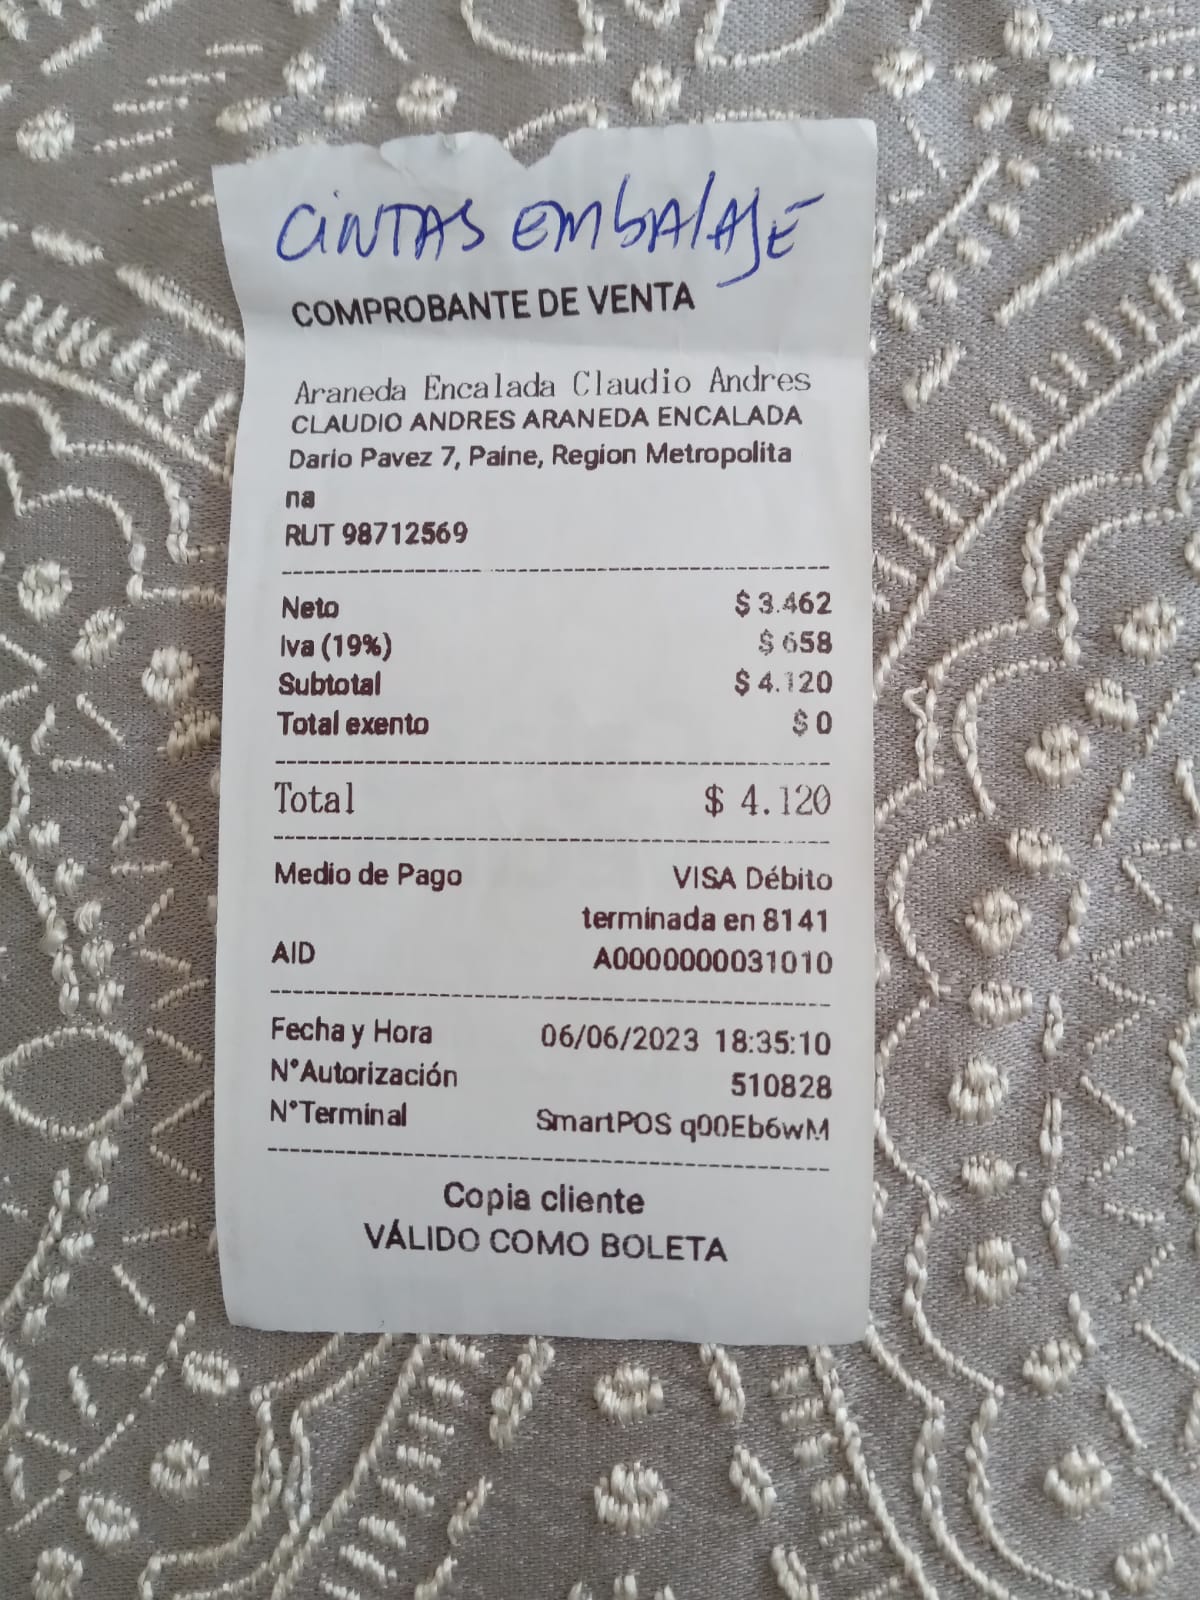 CINTAS EMBALAJE
COMPROBANTE DE VENTA
Araneda Encalada Claudio Andres
CLAUDIO ANDRES ARANEDA ENCALADA
Dario Pavez 7, Paine, Region Metropolita
na
RUT 98712569
Neto $ 3.462
Iva (19%) $ 658
Subtotal $ 4.120
Total exento $ 0
Total $ 4.120
Medio de Pago VISA Débito
terminada en 8141
AID A0000000031010
Fecha y Hora 06/06/2023 18:35:10
N°Autorización 510828
N°Terminal SmartPOS q00Eb6wM
Copia cliente
VÁLIDO COMO BOLETA